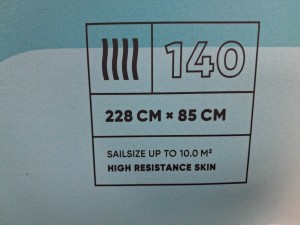 140
228 CM × 85 CM
SAILSIZE UP TO 10.0 M²
HIGH RESISTANCE SKIN